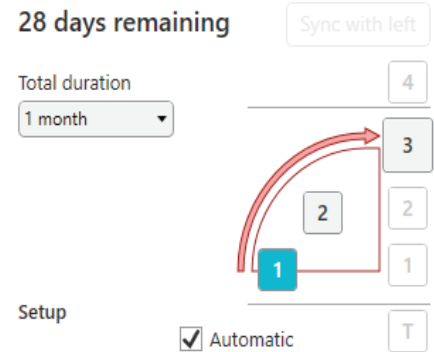 28 days remaining
Sync with left
Total duration
4
1 month
3
2
2
1
1
Setup
Automatic
T